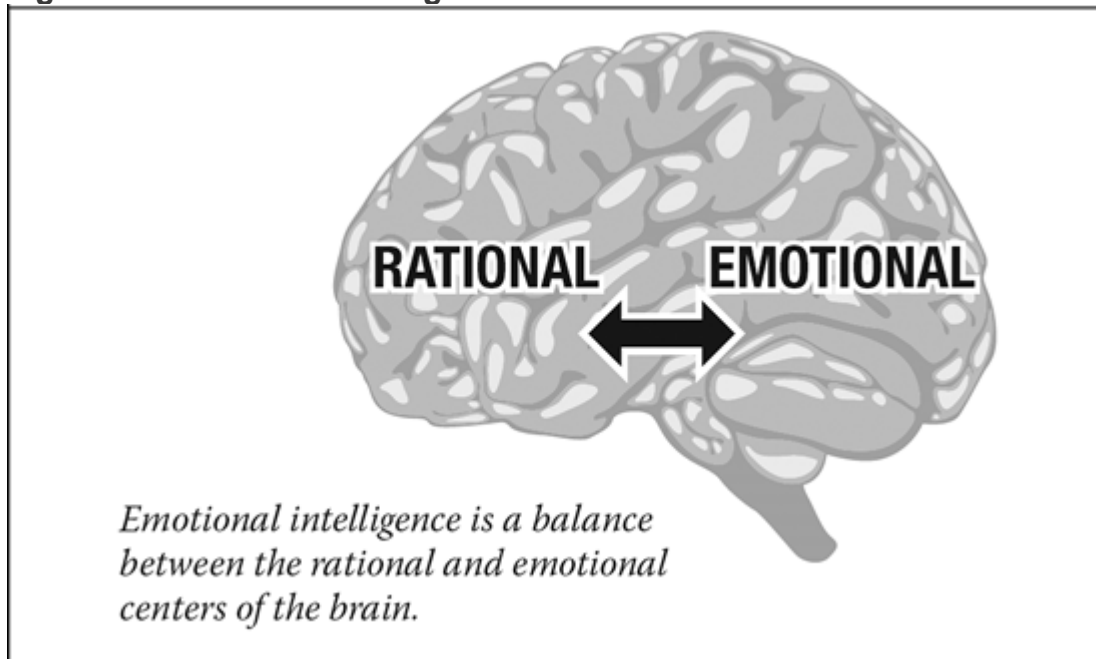 RATIONAL EMOTIONAL
Emotional intelligence is a balance
between the rational and emotional
centers of the brain.